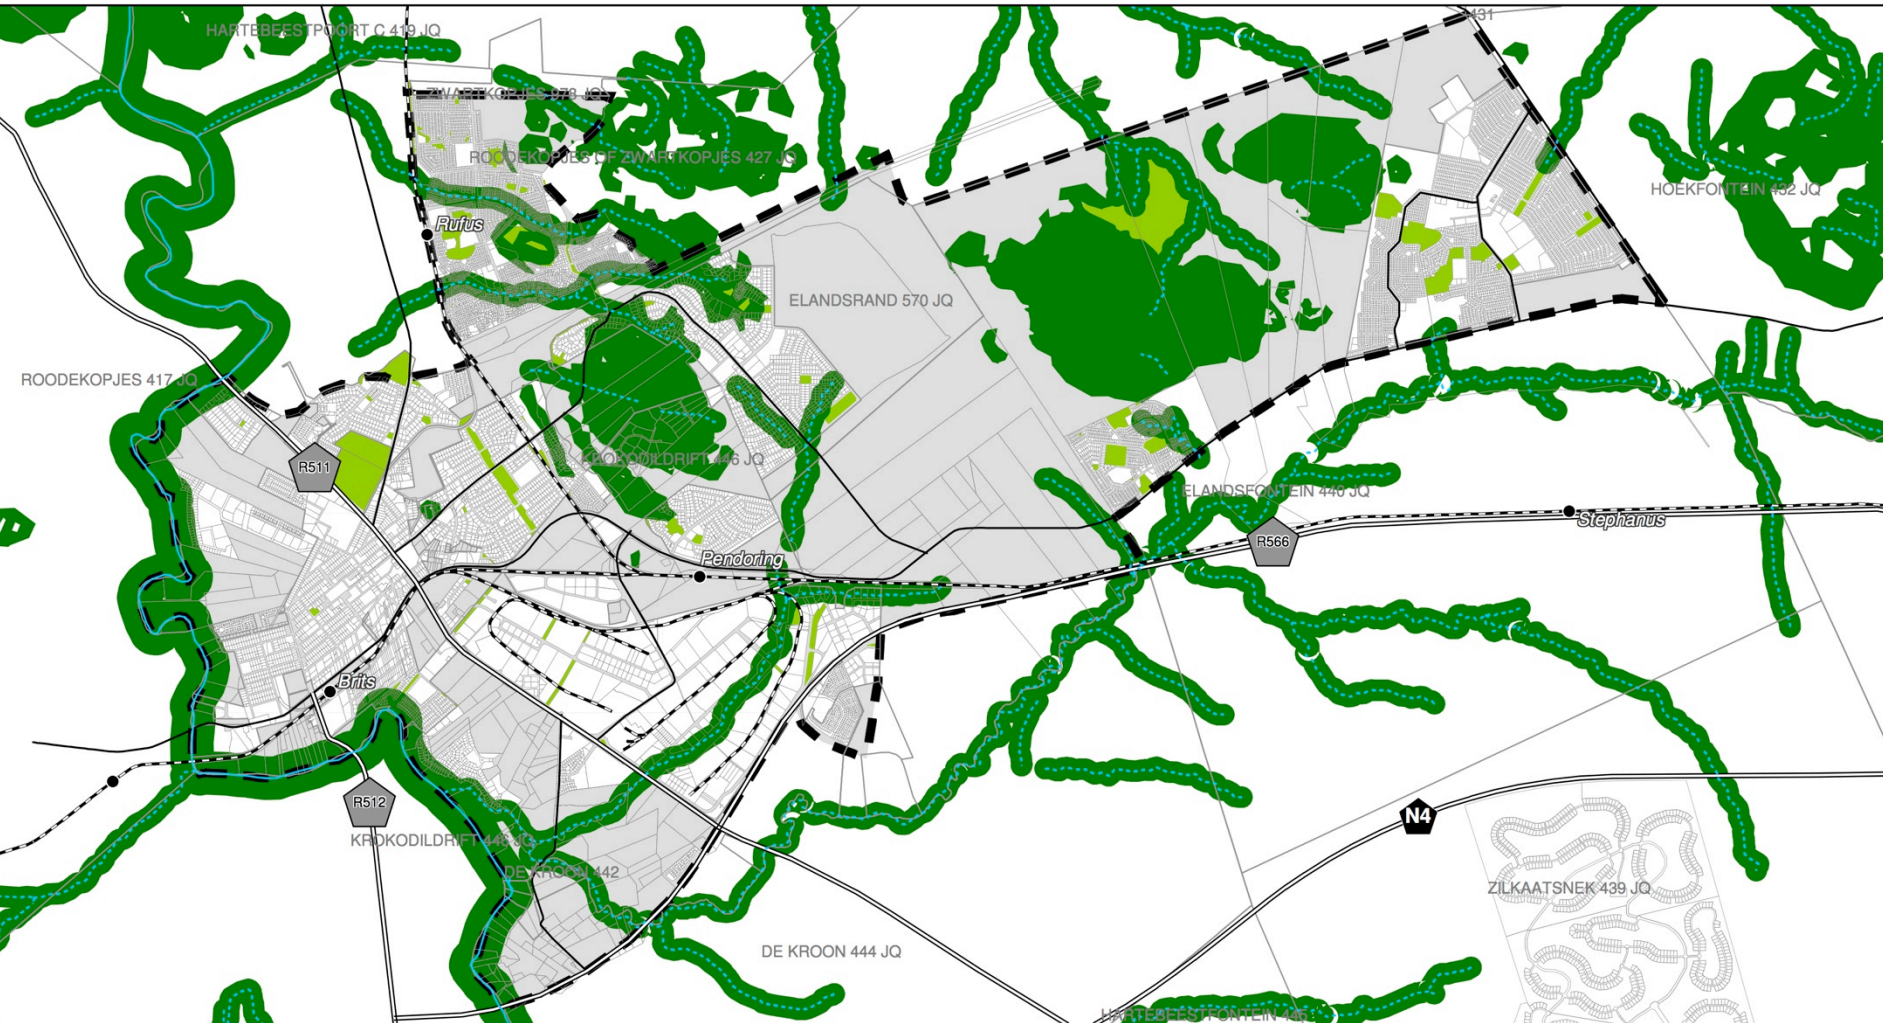 431
HARTEBEESTPOORT C 419 JQ
ZWARTKOPJES 978 JQ
ROODEKOPJES OF ZWARTKOPJES 427 JQ
HOEKFONTEIN 432 JQ
Rufus
ELANDSRAND 570 JQ
ROODEKOPJES 417 JQ
KROKODILDRIFT 446 JQ
R511
ELANDSFONTEIN 440 JQ
Stephanus
R566
Pendoring
Brits
R512
N4
KROKODILDRIFT 446 JQ
DE KROON 442
ZILKAATSNEK 439 JQ
DE KROON 444 JQ
HARTEBEESTFONTEIN 445